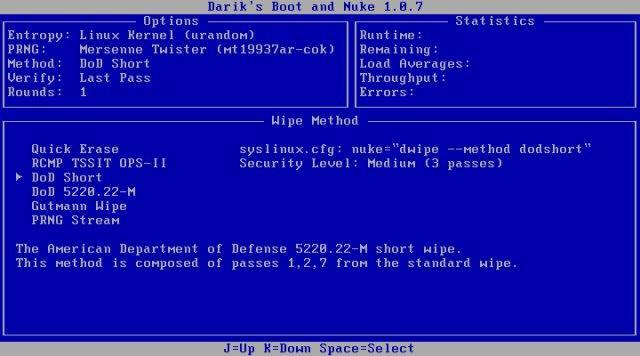 Darik's Boot and Nuke 1.0.7
Options
Entropy: Linux Kernel (urandom)
PRNG: Mersenne Twister (mt19937ar-cok)
Method: DoD Short
Verify: Last Pass
Rounds: 1
Statistics
Runtime:
Remaining:
Load Averages:
Throughput:
Errors:
Wipe Method
Quick Erase
RCMP TSSIT OPS-II
DoD Short
DoD 5220.22-M
Gutmann Wipe
PRNG Stream
syslinux.cfg: nuke="dwipe --method dodshort"
Security Level: Medium (3 passes)
The American Department of Defense 5220.22-M short wipe.
This method is composed of passes 1,2,7 from the standard wipe.
J=Up K=Down Space=Select